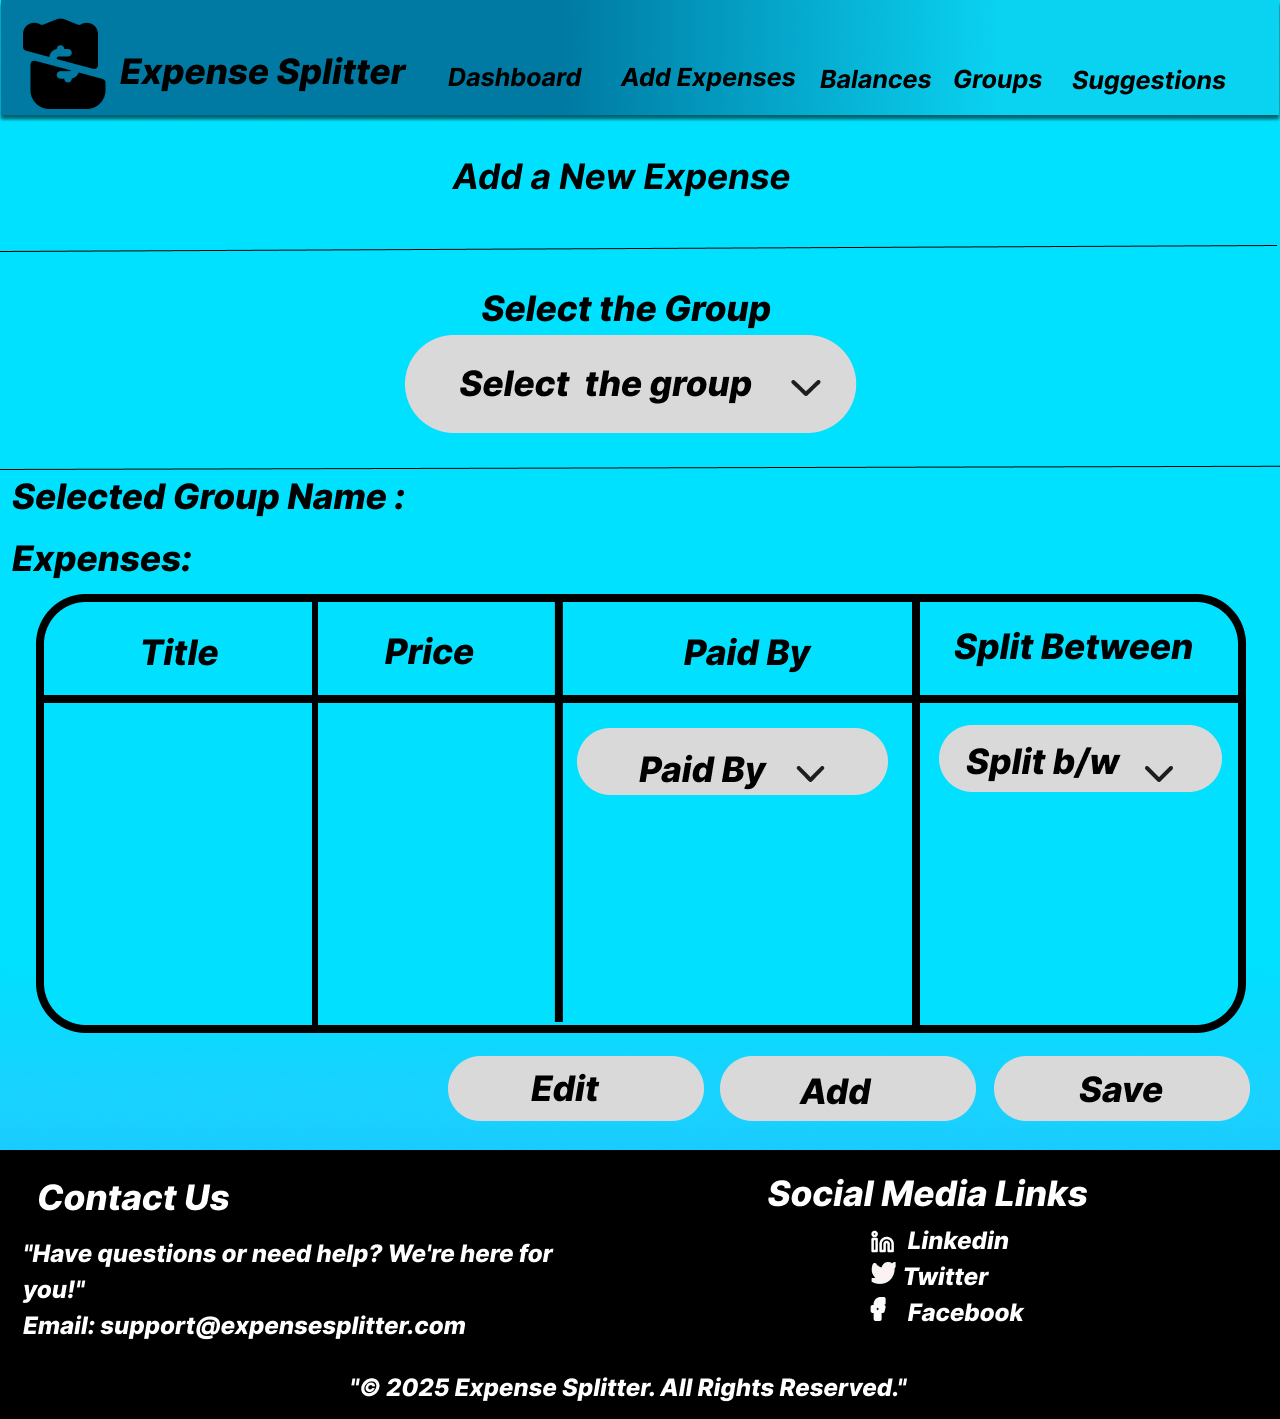 Expense Splitter
Dashboard
Add Expenses
Balances
Groups
Suggestions
Add a New Expense
Select the Group
Select  the group
Selected Group Name :
Expenses:
Title
Price
Paid By
Split Between
Paid By
Split b/w
Edit
Add
Save
Contact Us
"Have questions or need help? We're here for
you!"
Email: support@expensesplitter.com
Social Media Links
Linkedin
Twitter
Facebook
"© 2025 Expense Splitter. All Rights Reserved."